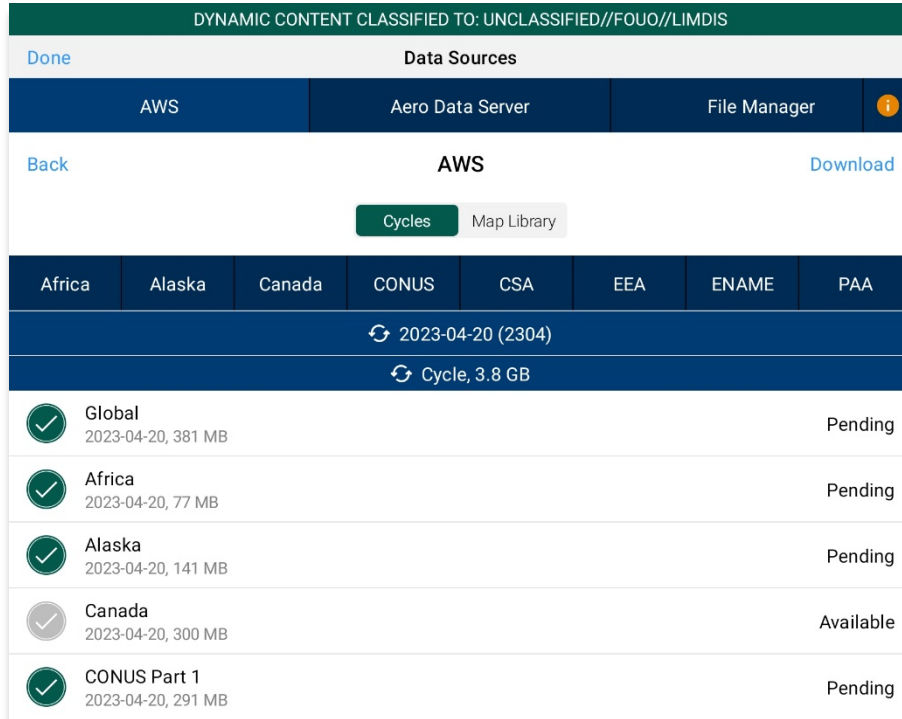 DYNAMIC CONTENT CLASSIFIED TO: UNCLASSIFIED//FOUO//LIMDIS
Done Data Sources
AWS Aero Data Server File Manager i
Back AWS Download
Cycles Map Library
Africa Alaska Canada CONUS CSA EEA ENAME PAA
2023-04-20 (2304)
Cycle, 3.8 GB
Global
2023-04-20, 381 MB
Pending
Africa
2023-04-20, 77 MB
Pending
Alaska
2023-04-20, 141 MB
Pending
Canada
2023-04-20, 300 MB
Available
CONUS Part 1
2023-04-20, 291 MB
Pending